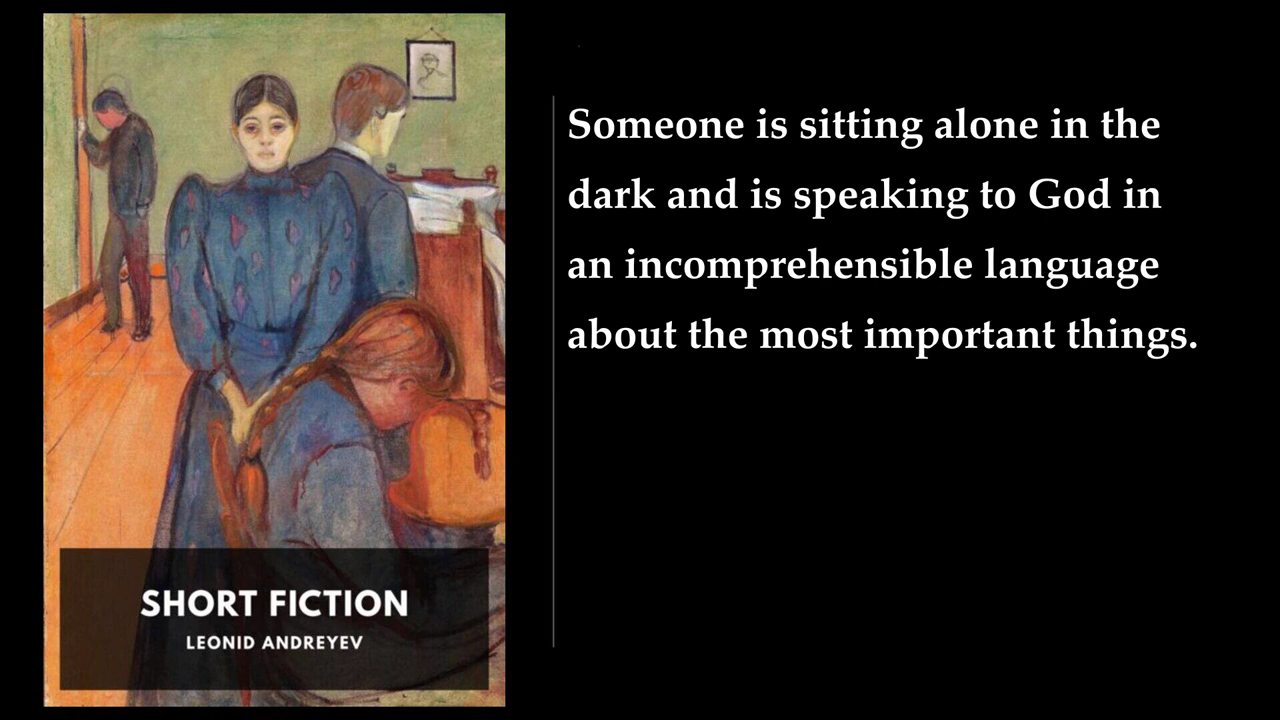 Someone is sitting alone in the
dark and is speaking to God in
an incomprehensible language
about the most important things.
SHORT FICTION
LEONID ANDREYEV